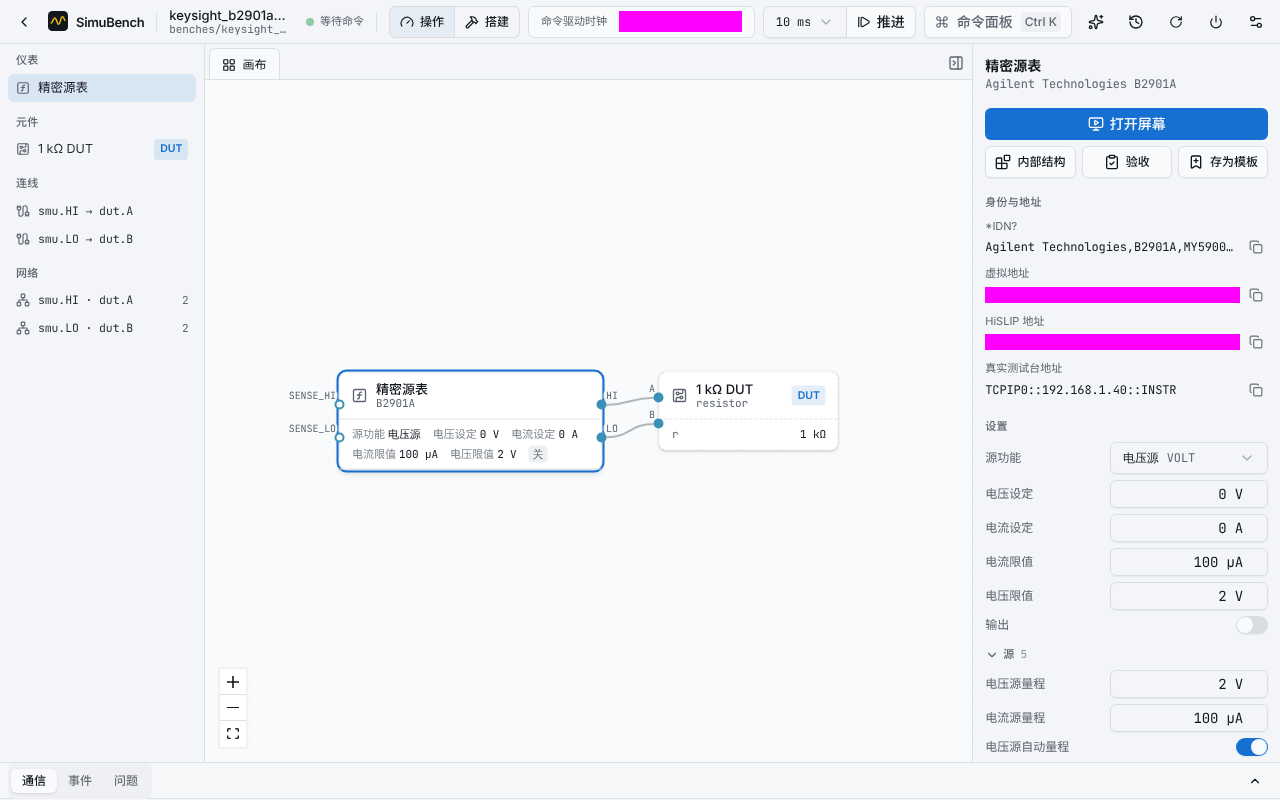 SimuBench
keysight_b2901a...
benches/keysight_…
等待命令
操作
搭建
命令驱动时钟
10 ms
推进
命令面板
Ctrl K
仪表
精密源表
元件
1 kΩ DUT
DUT
连线
smu.HI → dut.A
smu.LO → dut.B
网络
smu.HI · dut.A
2
smu.LO · dut.B
2
画布
SENSE_HI
SENSE_LO
精密源表
B2901A
源功能 电压源 电压设定 0 V 电流设定 0 A
电流限值 100 µA 电压限值 2 V 关
HI
LO
A
B
1 kΩ DUT
resistor
DUT
r
1 kΩ
精密源表
Agilent Technologies B2901A
打开屏幕
内部结构
验收
存为模板
身份与地址
*IDN?
Agilent Technologies,B2901A,MY5900…
虚拟地址
HiSLIP 地址
真实测试台地址
TCPIP0::192.168.1.40::INSTR
设置
源功能
电压源 VOLT
电压设定
0 V
电流设定
0 A
电流限值
100 µA
电压限值
2 V
输出
源 5
电压源量程
2 V
电流源量程
100 µA
电压源自动量程
通信
事件
问题